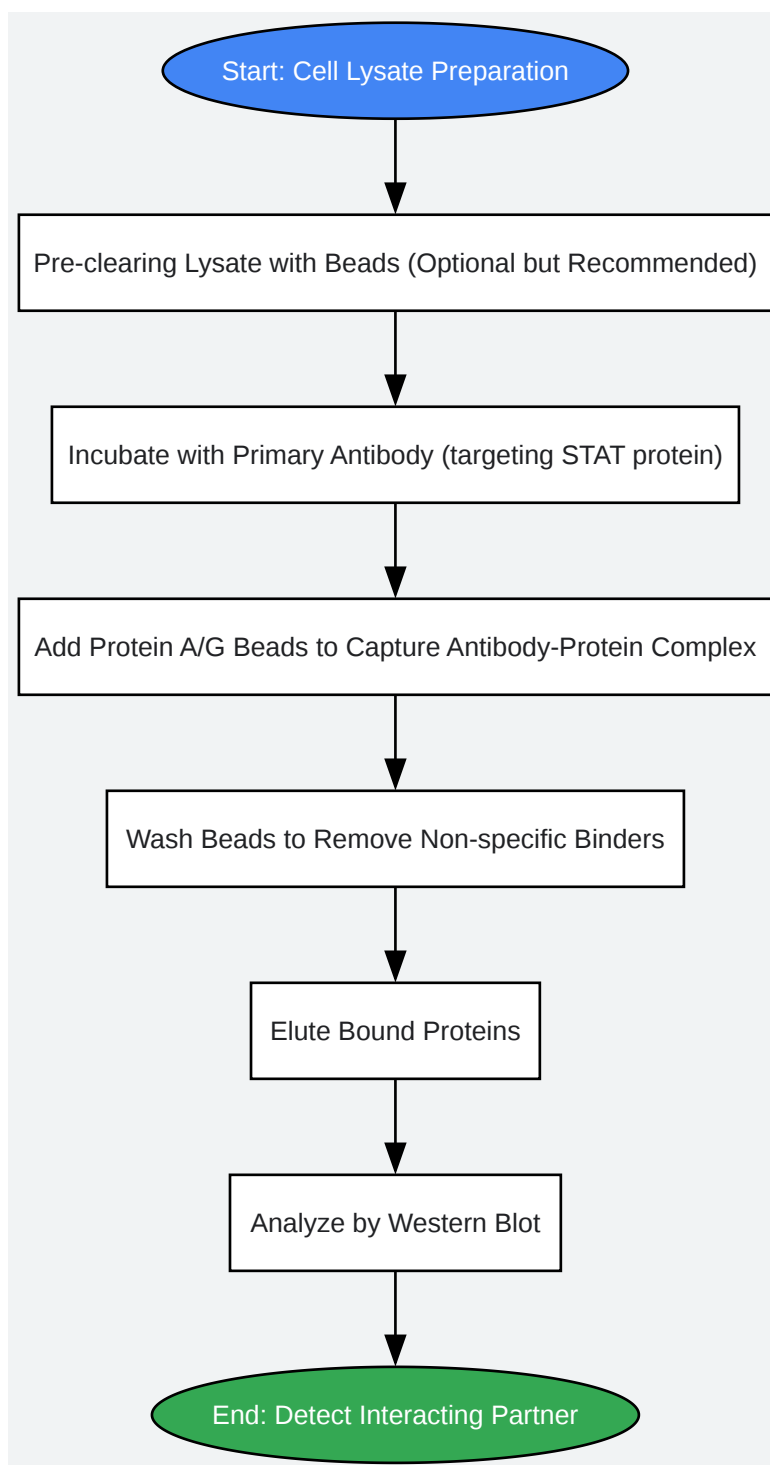 Start: Cell Lysate Preparation
Pre-clearing Lysate with Beads (Optional but Recommended)
Incubate with Primary Antibody (targeting STAT protein)
Add Protein A/G Beads to Capture Antibody-Protein Complex
Wash Beads to Remove Non-specific Binders
Elute Bound Proteins
Analyze by Western Blot
End: Detect Interacting Partner